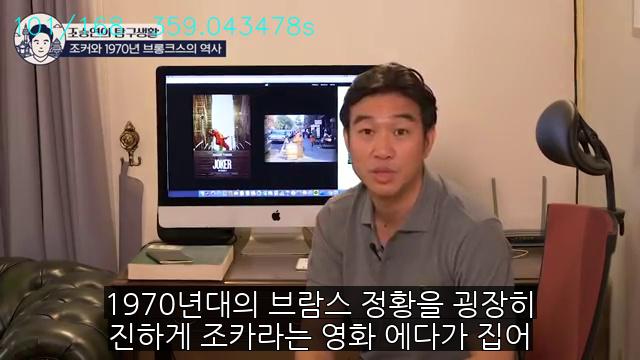 101/168, 359.043484s
조승연의 탐구생활
조커와 1970년 브롱크스의 역사
JOKER
1970년대의 브람스 정황을 굉장히
진하게 조카라는 영화 에다가 집어